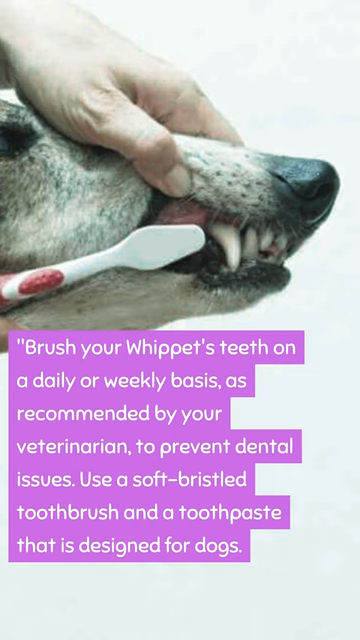 "Brush your Whippet's teeth on
a daily or weekly basis, as
recommended by your
veterinarian, to prevent dental
issues. Use a soft-bristled
toothbrush and a toothpaste
that is designed for dogs.